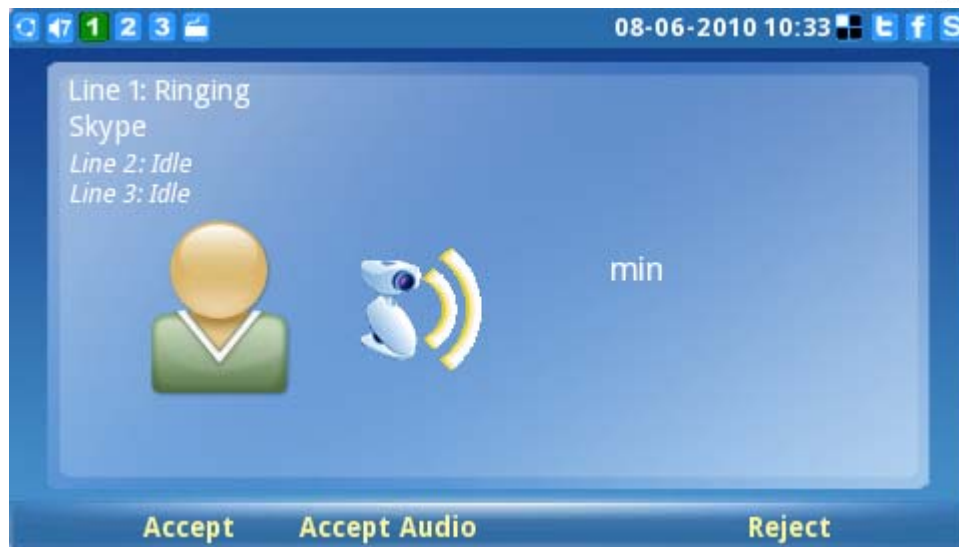 7 1 2 3 08-06-2010 10:33 t f S
Line 1: Ringing
Skype
Line 2: Idle
Line 3: Idle
min
Accept Accept Audio Reject